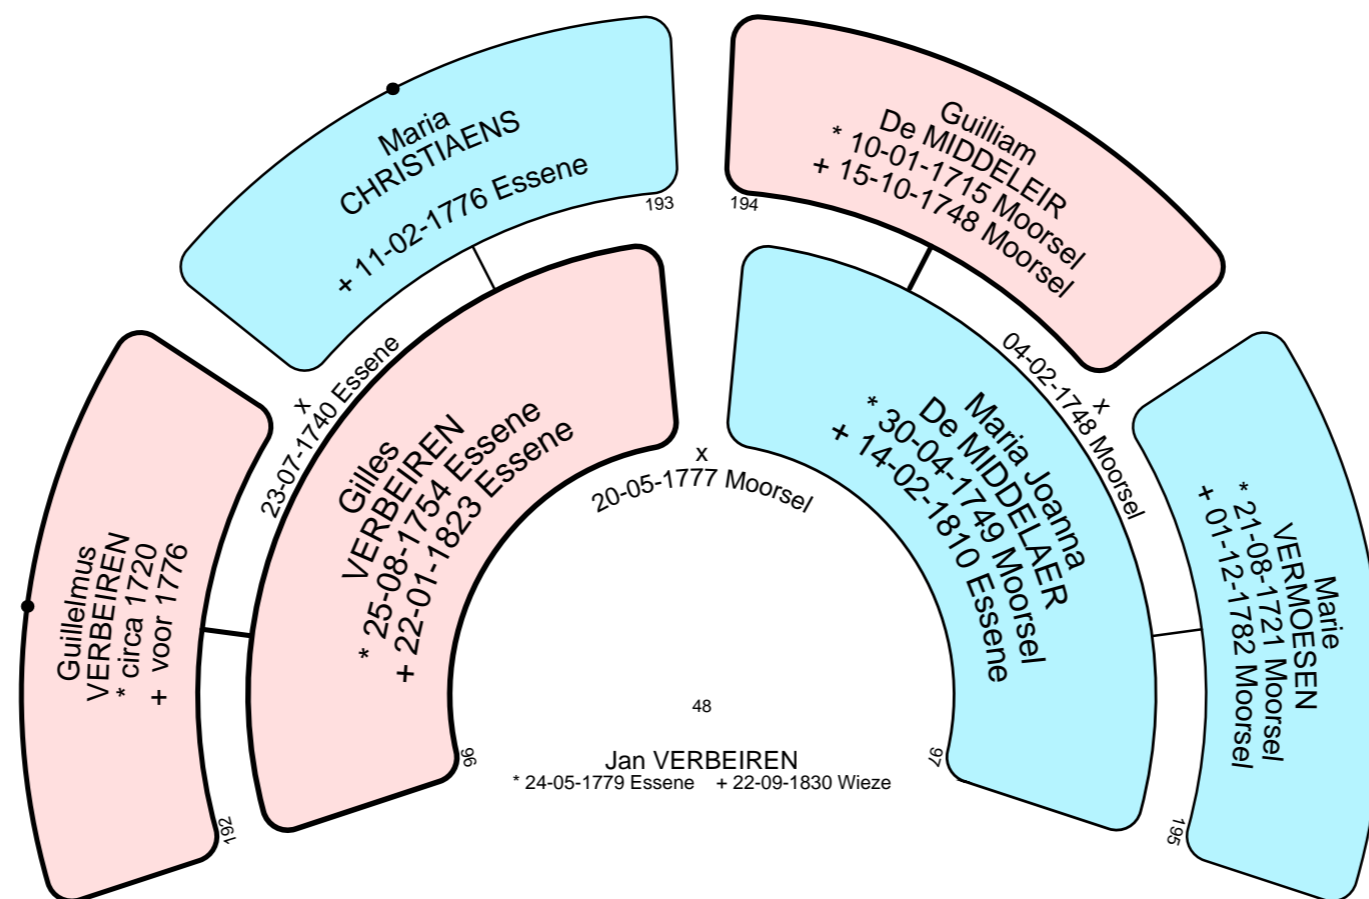 Maria
CHRISTIAENS
+ 11-02-1776 Essene
193
Guilliam
De MIDDELEIR
* 10-01-1715 Moorsel
+ 15-10-1748 Moorsel
194
Guillelmus
VERBEIREN
* circa 1720
+ voor 1776
192
x
23-07-1740 Essene
Gilles
VERBEIREN
* 25-08-1754 Essene
+ 22-01-1823 Essene
96
x
20-05-1777 Moorsel
Maria Joanna
De MIDDELAER
* 30-04-1749 Moorsel
+ 14-02-1810 Essene
97
x
04-02-1748 Moorsel
Marie
VERMOESEN
* 21-08-1721 Moorsel
+ 01-12-1782 Moorsel
195
48
Jan VERBEIREN
* 24-05-1779 Essene + 22-09-1830 Wieze